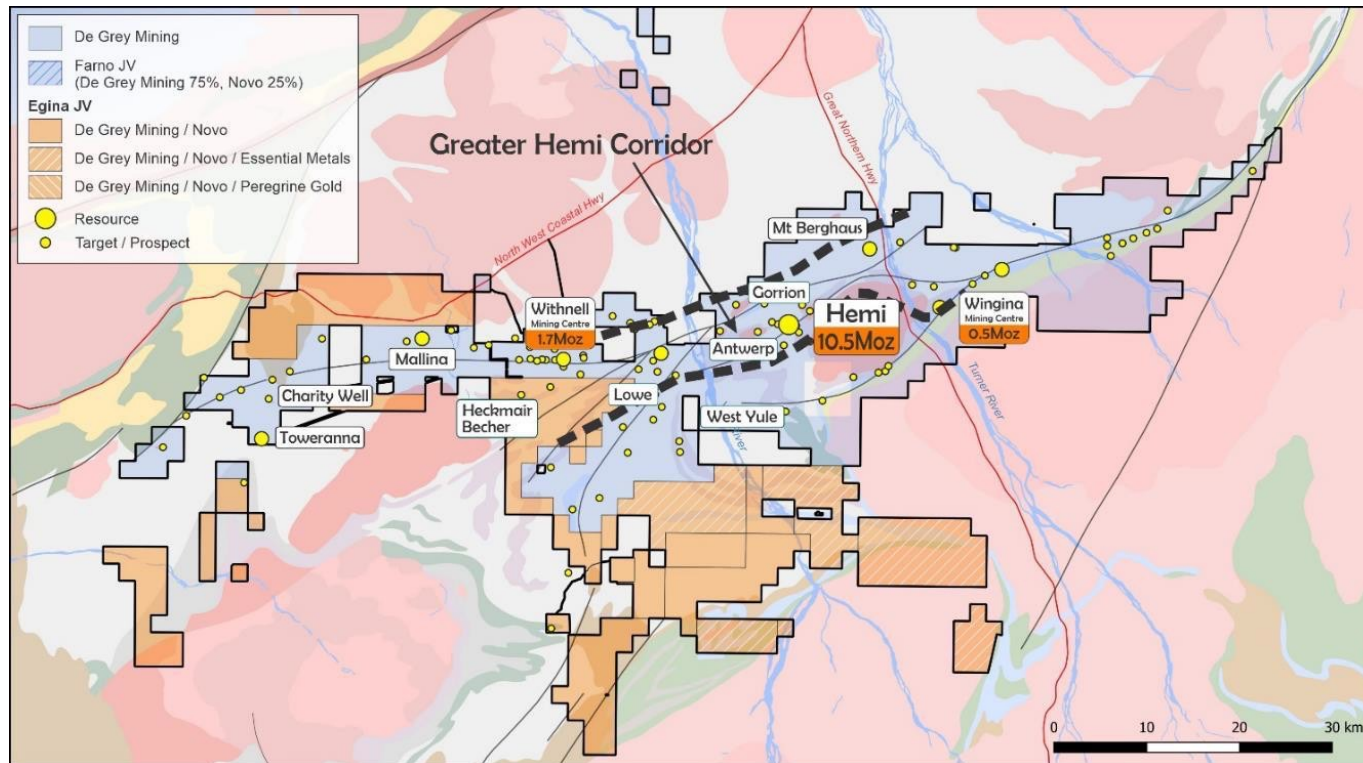 De Grey Mining
Farno JV
(De Grey Mining 75%, Novo 25%)
Egina JV
De Grey Mining / Novo
De Grey Mining / Novo / Essential Metals
De Grey Mining / Novo / Peregrine Gold
Resource
Target / Prospect
Greater Hemi Corridor
North West Coastal Hwy
Great Northern Hwy
Mt Berghaus
Gorrion
Withnell
Mining Centre
1.7Moz
Hemi
10.5Moz
Wingina
Mining Centre
0.5Moz
Mallina
Antwerp
Charity Well
Heckmair
Becher
Lowe
West Yule
Toweranna
Turner River
River
0 10 20 30 km